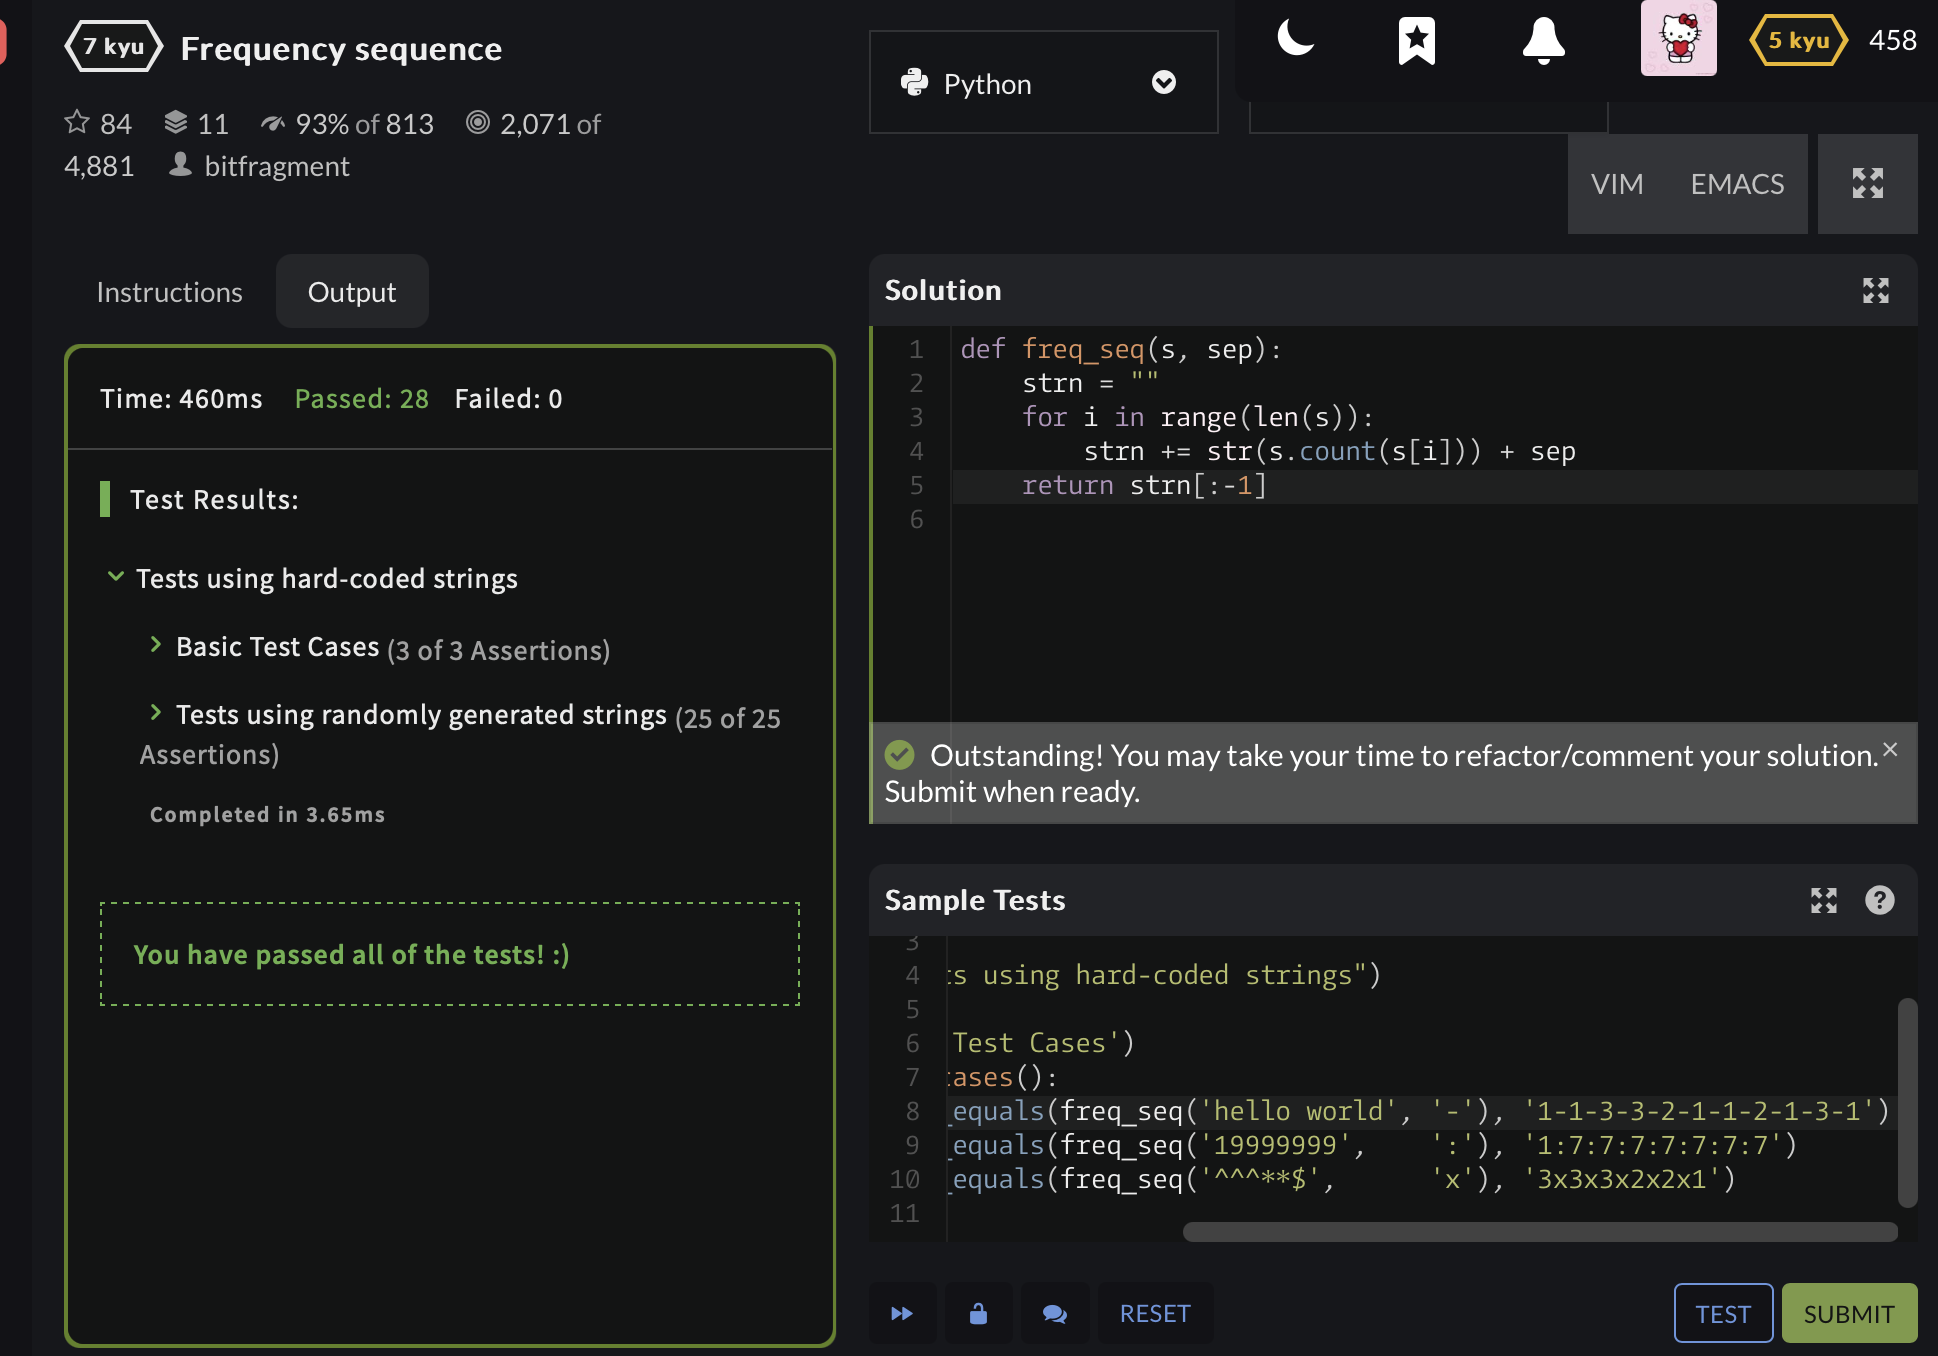 7 kyu Frequency sequence
84 11 93% of 813 2,071 of
4,881 bitfragment
Python
5 kyu 458
VIM EMACS
Instructions Output
Time: 460ms Passed: 28 Failed: 0
Test Results:
Tests using hard-coded strings
Basic Test Cases (3 of 3 Assertions)
Tests using randomly generated strings (25 of 25
Assertions)
Completed in 3.65ms
You have passed all of the tests! :)
Solution
1 def freq_seq(s, sep):
2     strn = ""
3     for i in range(len(s)):
4         strn += str(s.count(s[i])) + sep
5     return strn[:-1]
6
Outstanding! You may take your time to refactor/comment your solution. ×
Submit when ready.
Sample Tests
3
4 s using hard-coded strings")
5
6 Test Cases')
7 ases():
8 _equals(freq_seq('hello world', '-'), '1-1-3-3-2-1-1-2-1-3-1')
9 _equals(freq_seq('19999999',    ':'), '1:7:7:7:7:7:7:7')
10 _equals(freq_seq('^^^**$',      'x'), '3x3x3x2x2x1')
11
RESET
TEST SUBMIT